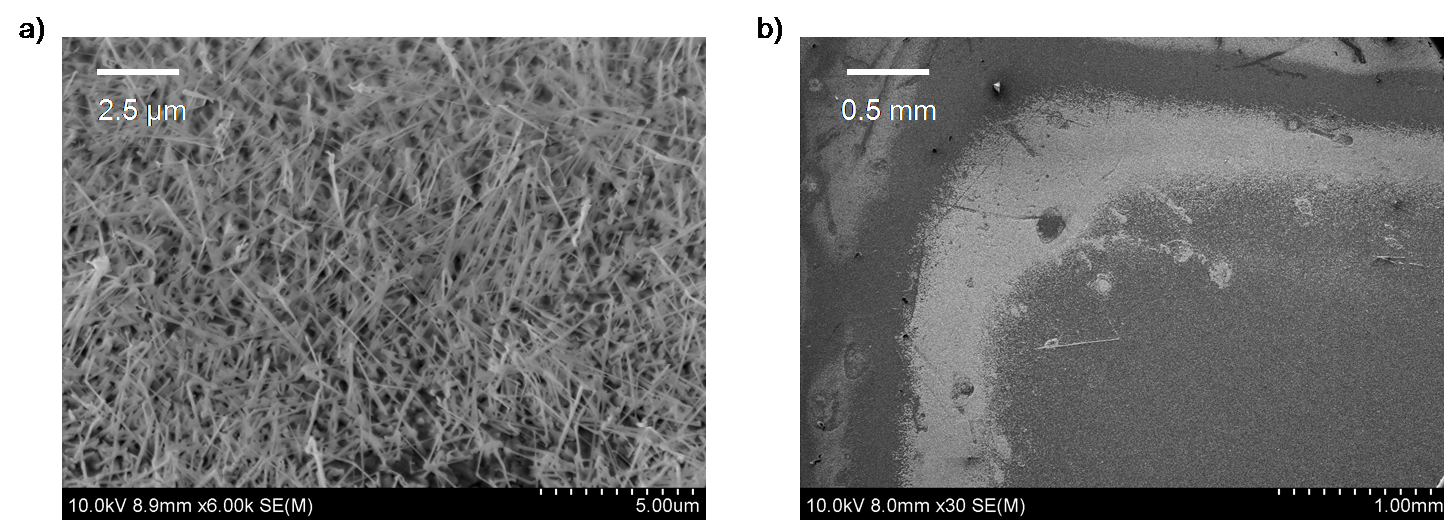 a)
2.5 µm
10.0kV 8.9mm x6.00k SE(M)
5.00um
b)
0.5 mm
10.0kV 8.0mm x30 SE(M)
1.00mm